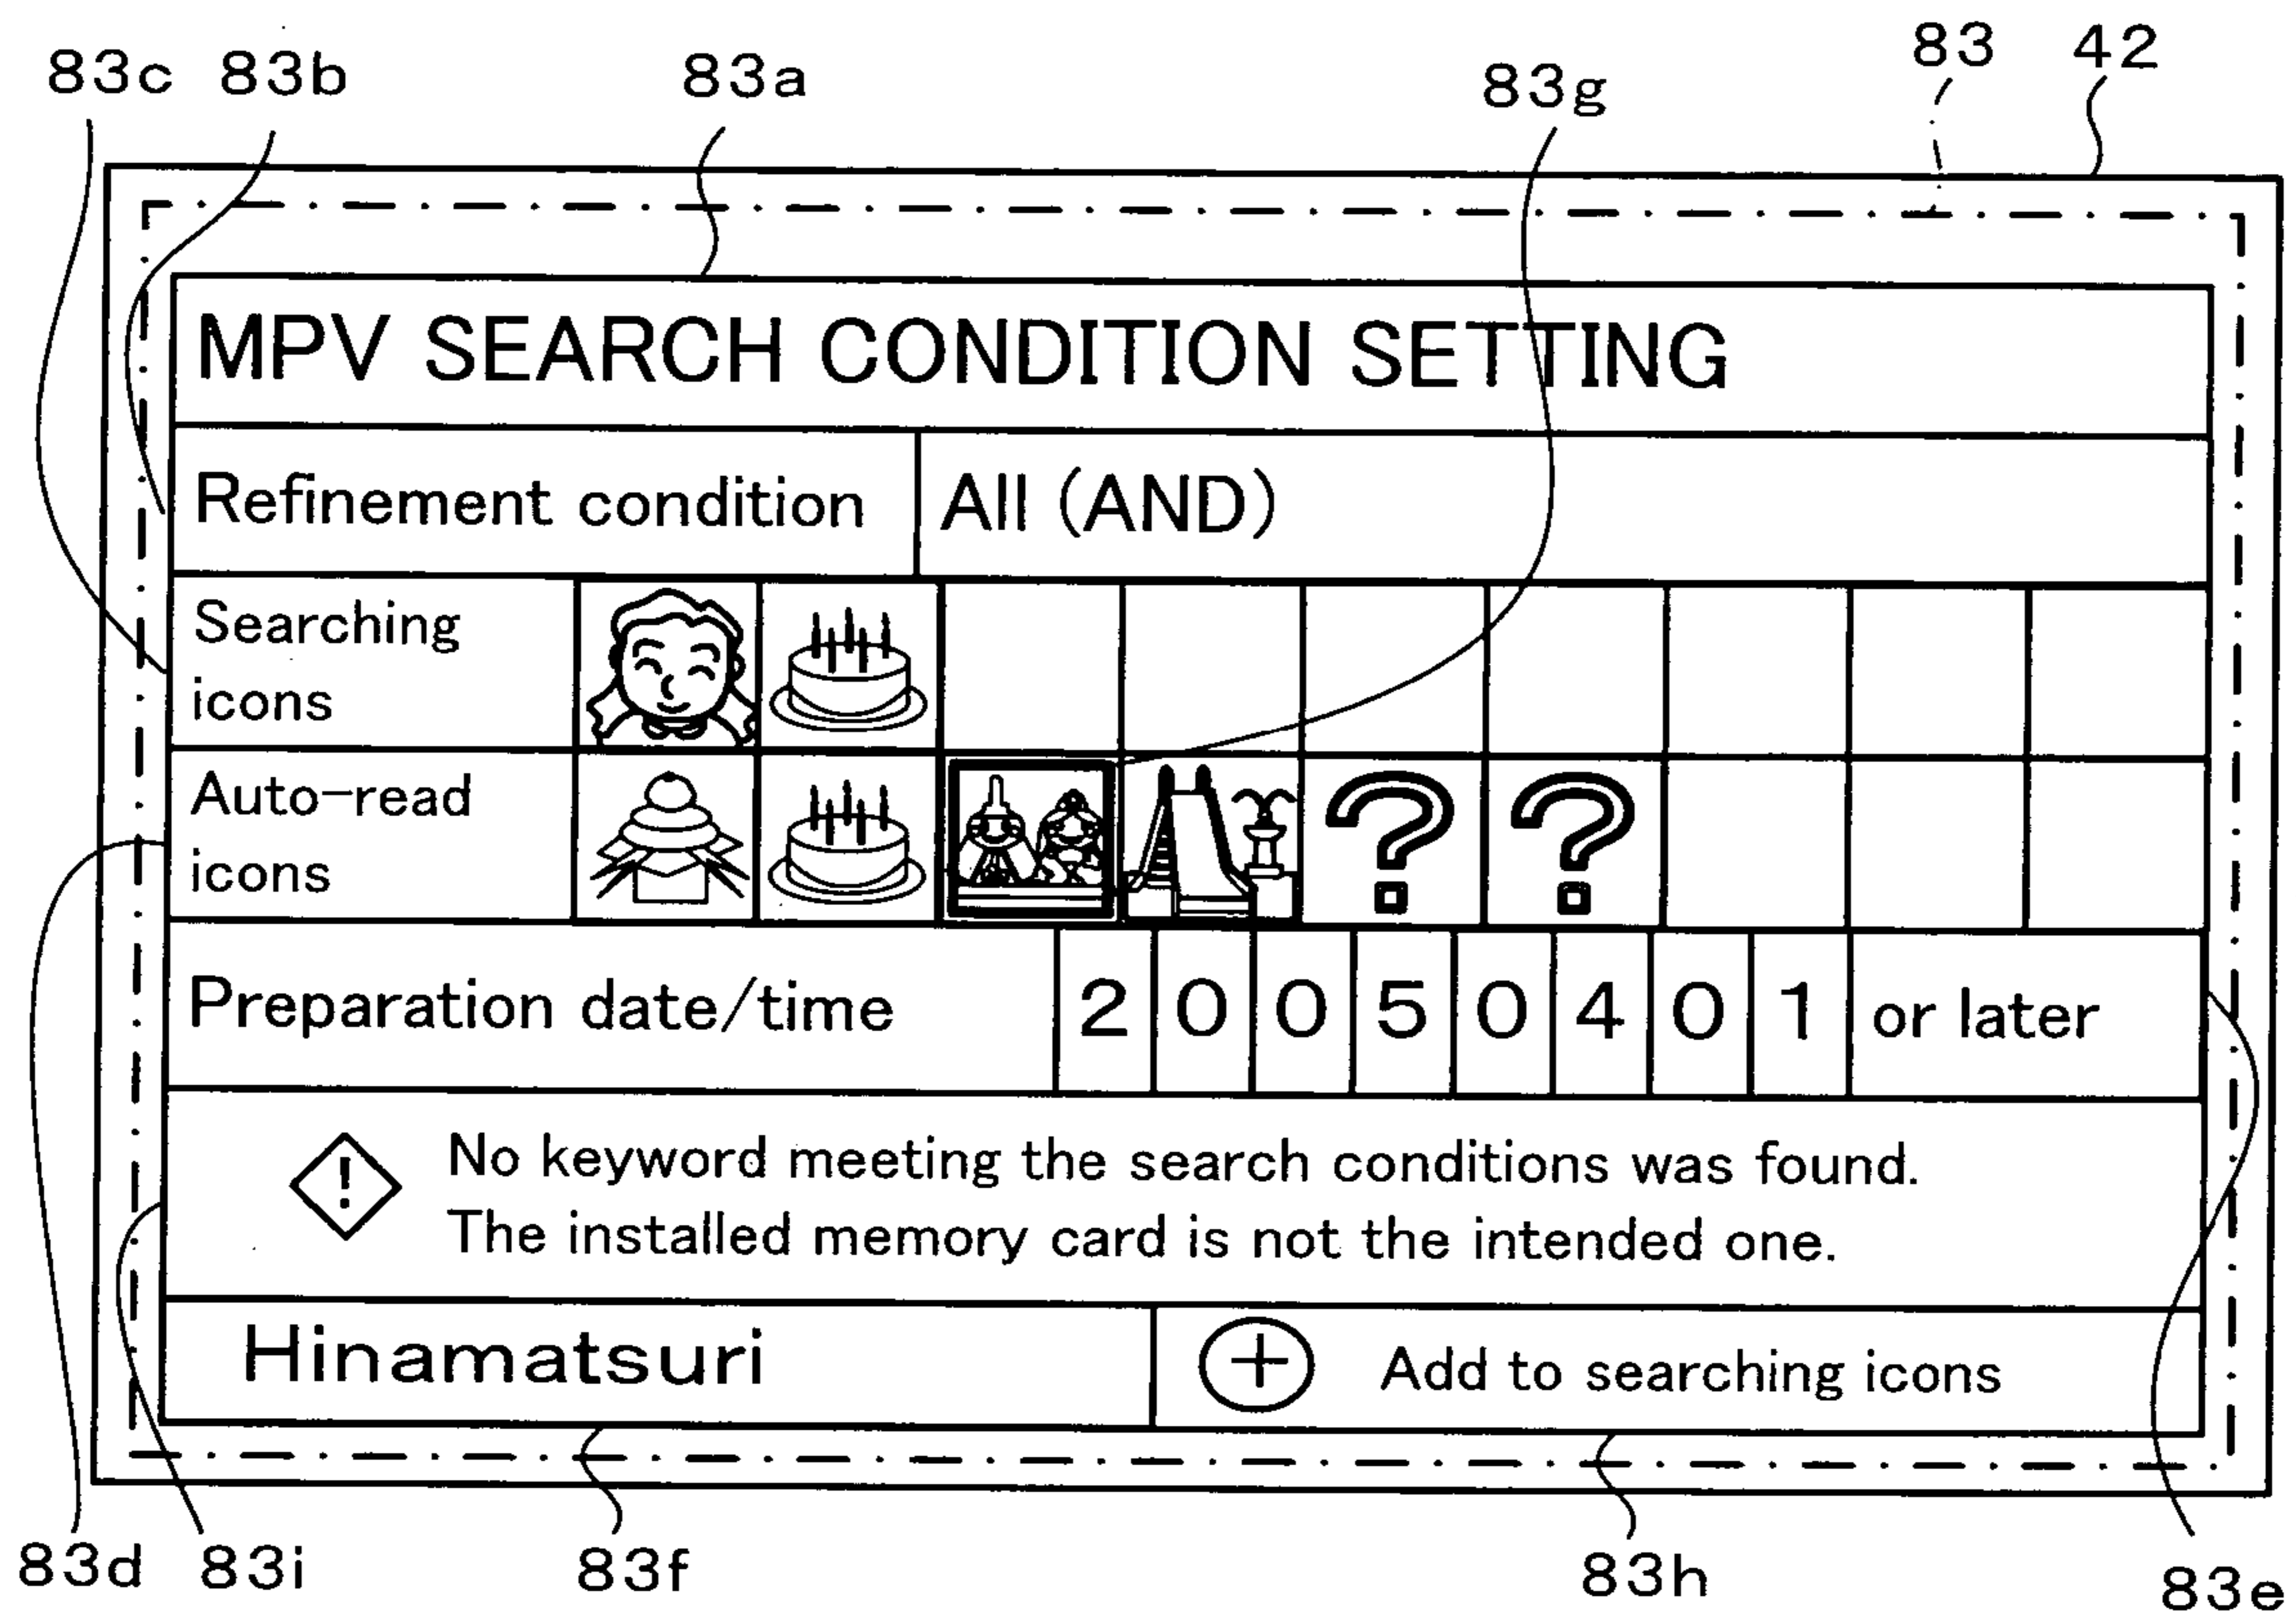 83c 83b 83a 83g 83 42
MPV SEARCH CONDITION SETTING
Refinement condition All (AND)
Searching
icons
Auto-read
icons
? ?
Preparation date/time 2 0 0 5 0 4 0 1 or later
! No keyword meeting the search conditions was found.
The installed memory card is not the intended one.
Hinamatsuri + Add to searching icons
83d 83i 83f 83h 83e